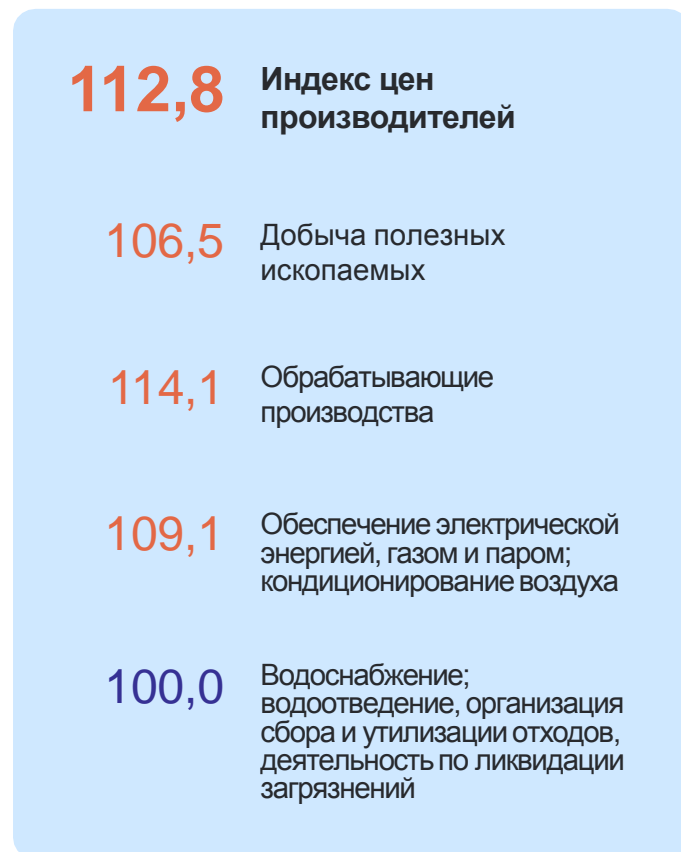 112,8
Индекс цен
производителей
106,5
Добыча полезных
ископаемых
114,1
Обрабатывающие
производства
109,1
Обеспечение электрической
энергией, газом и паром;
кондиционирование воздуха
100,0
Водоснабжение;
водоотведение, организация
сбора и утилизации отходов,
деятельность по ликвидации
загрязнений